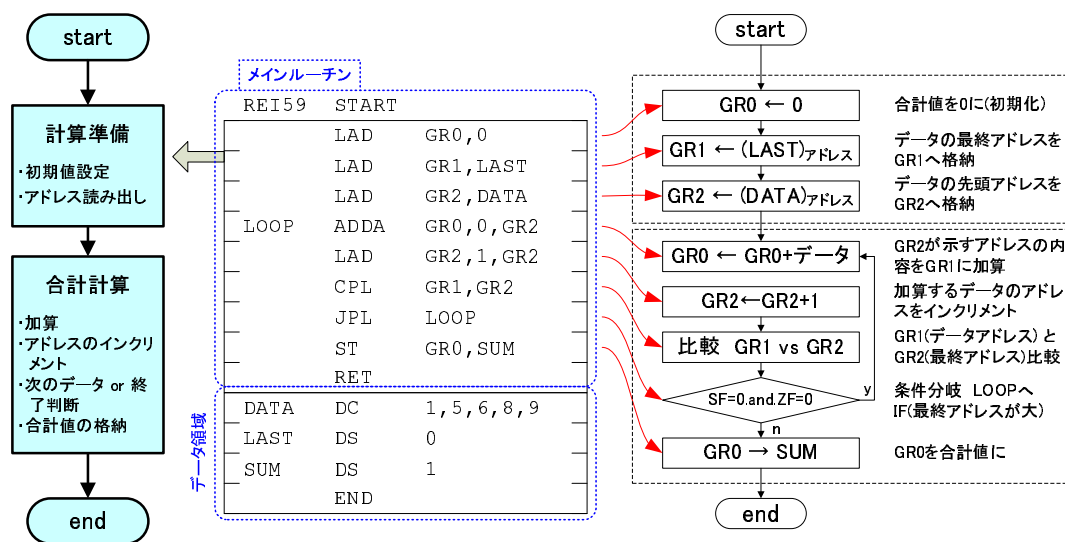 start
計算準備
・初期値設定
・アドレス読み出し
合計計算
・加算
・アドレスのインクリ
メント
・次のデータ or 終
了判断
・合計値の格納
end
メインルーチン
REI59 START
LAD GR0,0
LAD GR1,LAST
LAD GR2,DATA
LOOP ADDA GR0,0,GR2
LAD GR2,1,GR2
CPL GR1,GR2
JPL LOOP
ST GR0,SUM
RET
データ領域
DATA DC 1,5,6,8,9
LAST DS 0
SUM DS 1
END
start
GR0 ← 0
合計値を0に(初期化)
GR1 ← (LAST)アドレス
データの最終アドレスを
GR1へ格納
GR2 ← (DATA)アドレス
データの先頭アドレスを
GR2へ格納
GR0 ← GR0+データ
GR2が示すアドレスの内
容をGR1に加算
GR2←GR2+1
加算するデータのアドレ
スをインクリメント
比較 GR1 vs GR2
GR1(データアドレス) と
GR2(最終アドレス)比較
SF=0.and.ZF=0
y
n
条件分岐 LOOPへ
IF(最終アドレスが大)
GR0 → SUM
GR0を合計値に
end